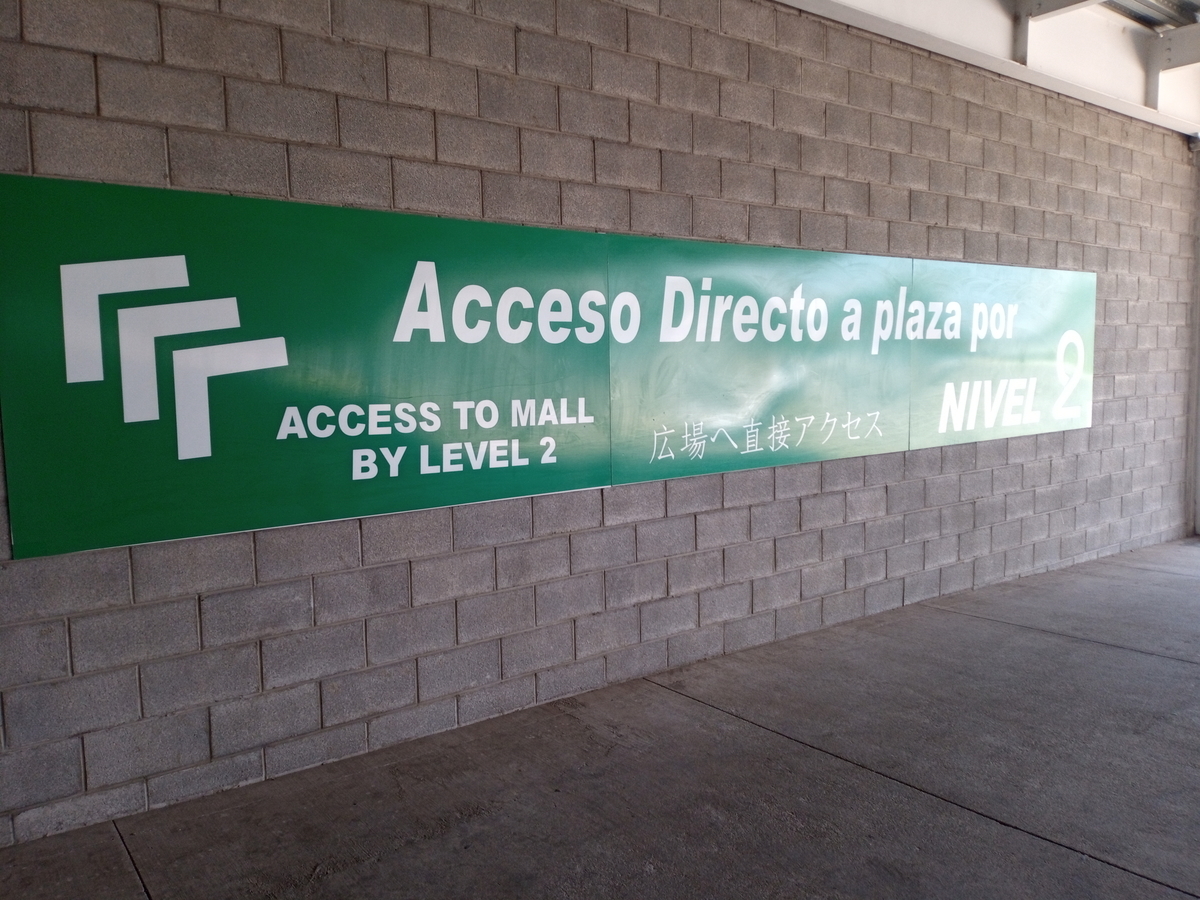 Acceso Directo a plaza por
NIVEL 2
ACCESS TO MALL
BY LEVEL 2
広場へ直接アクセス